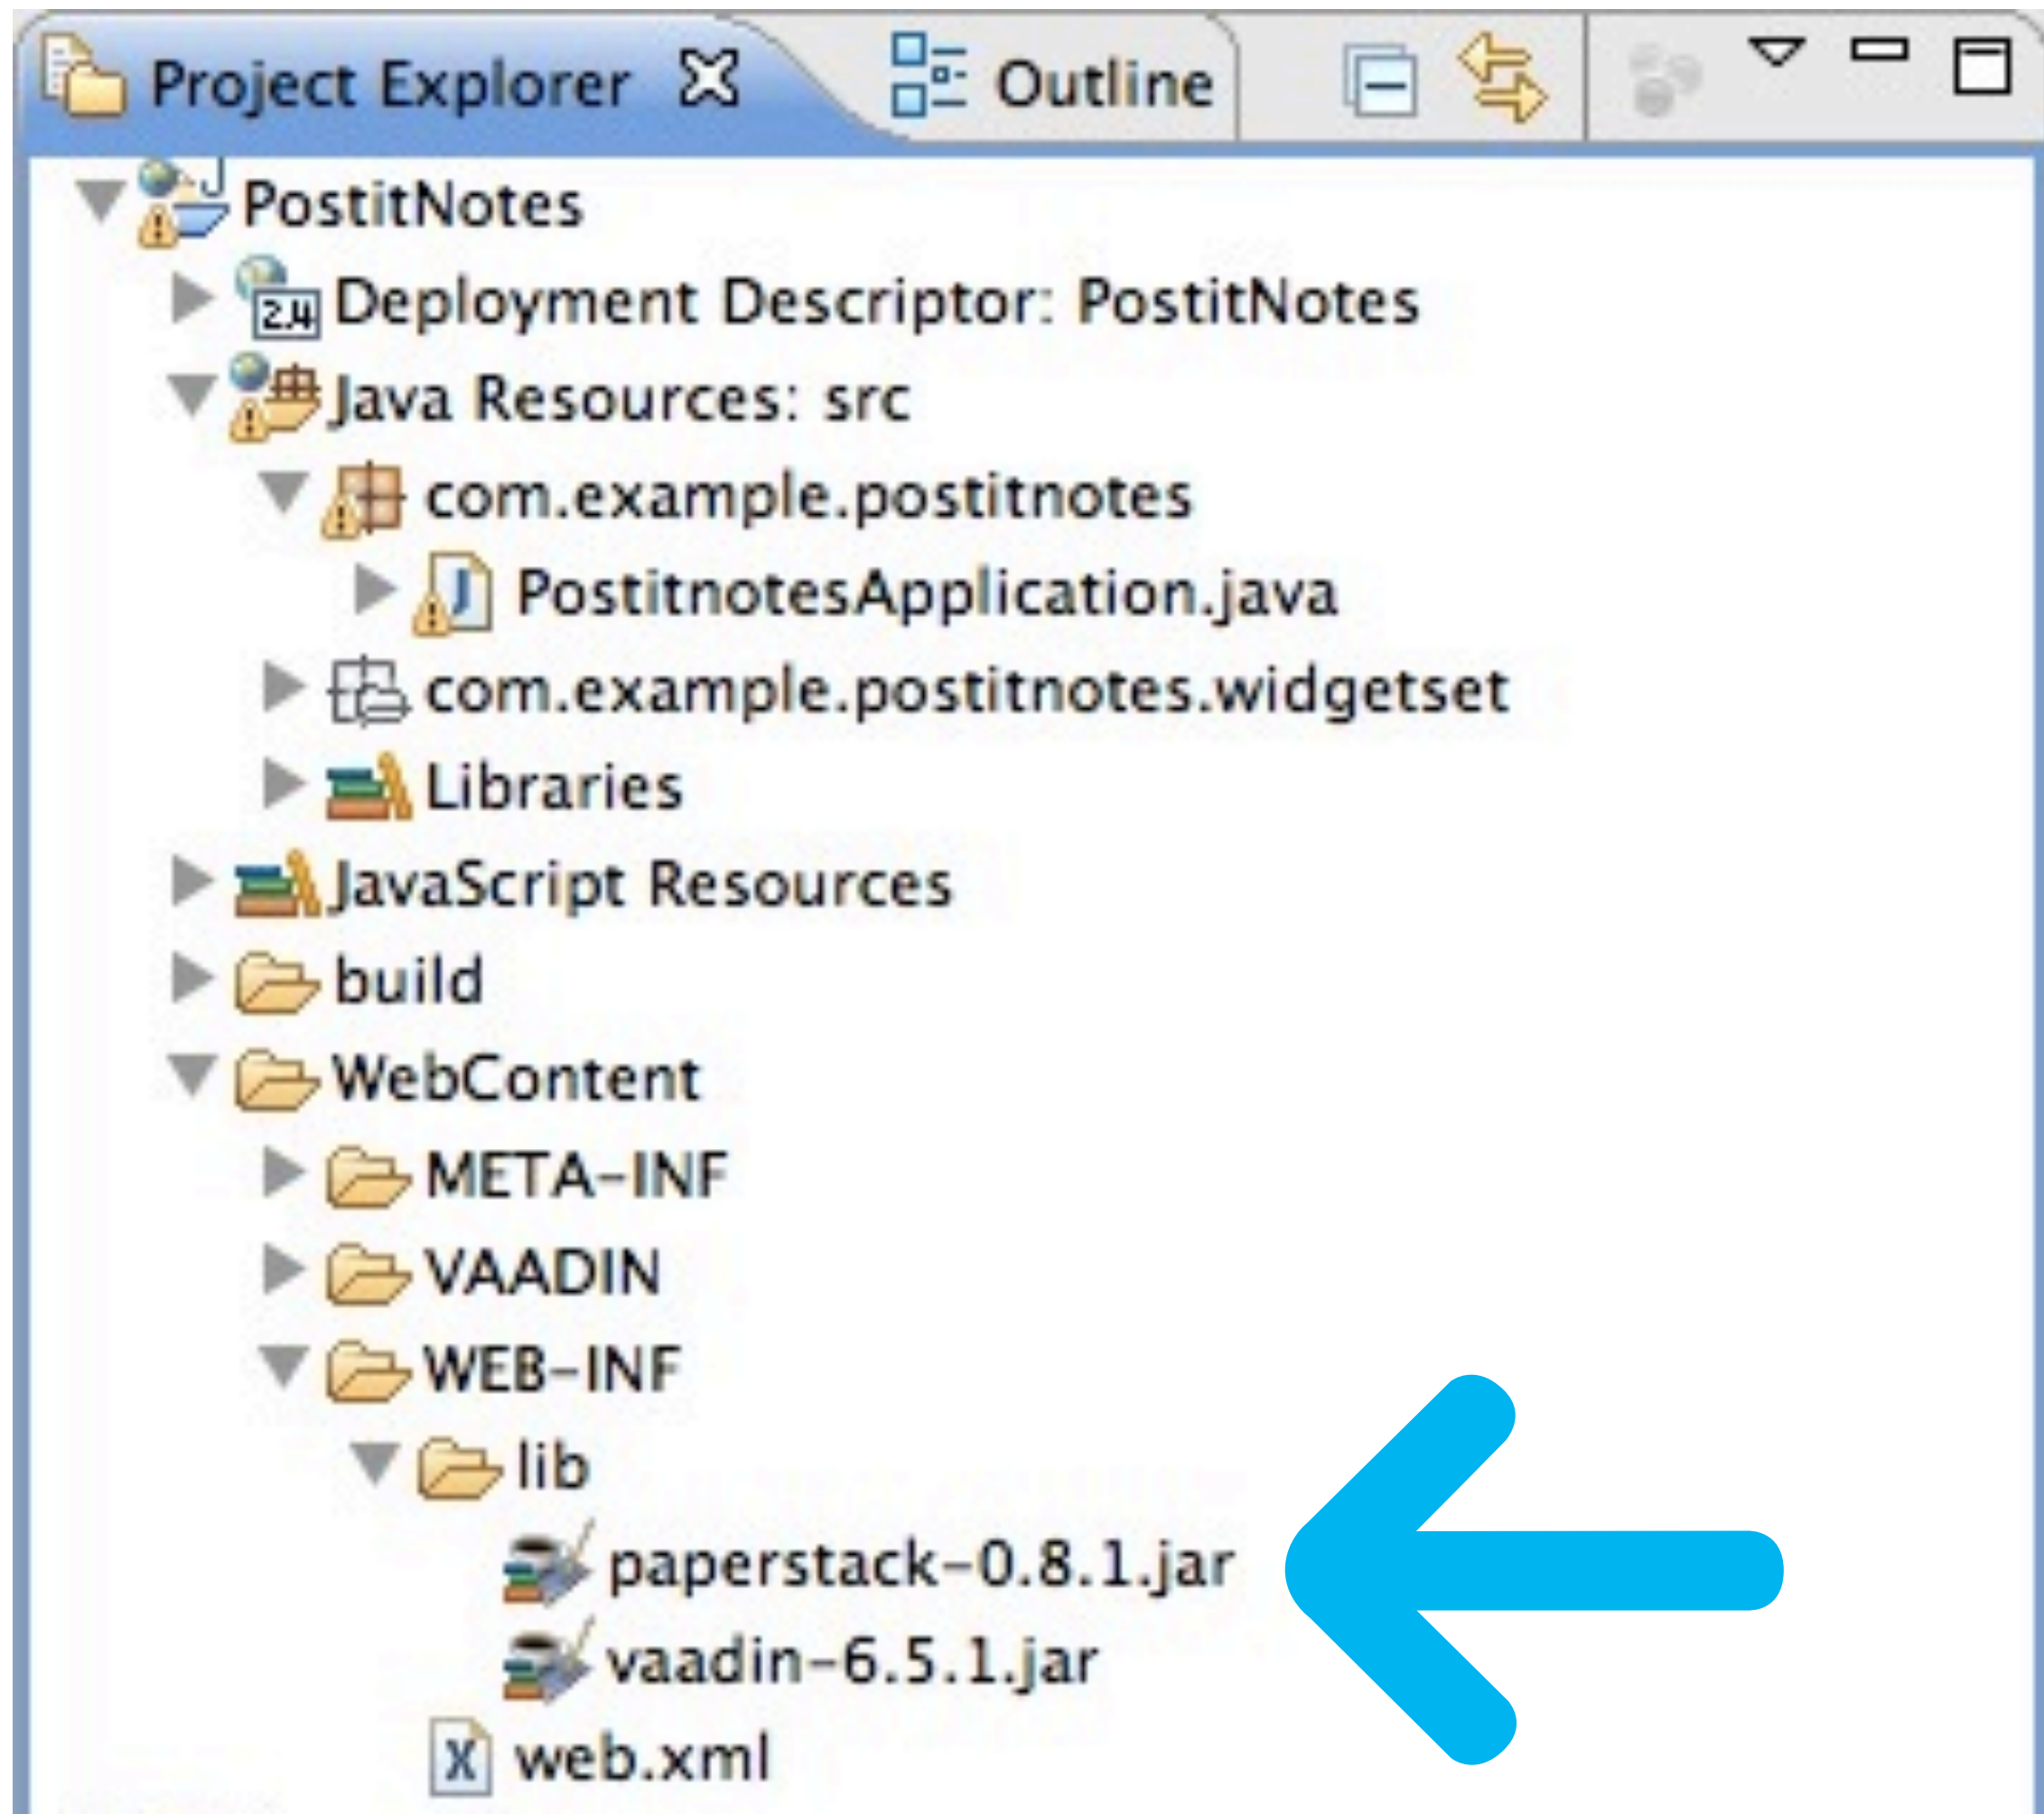 Project Explorer Outline
PostitNotes
2.4 Deployment Descriptor: PostitNotes
Java Resources: src
com.example.postitnotes
J PostitnotesApplication.java
com.example.postitnotes.widgetset
Libraries
JavaScript Resources
build
WebContent
META-INF
VAADIN
WEB-INF
lib
paperstack-0.8.1.jar
vaadin-6.5.1.jar
X web.xml